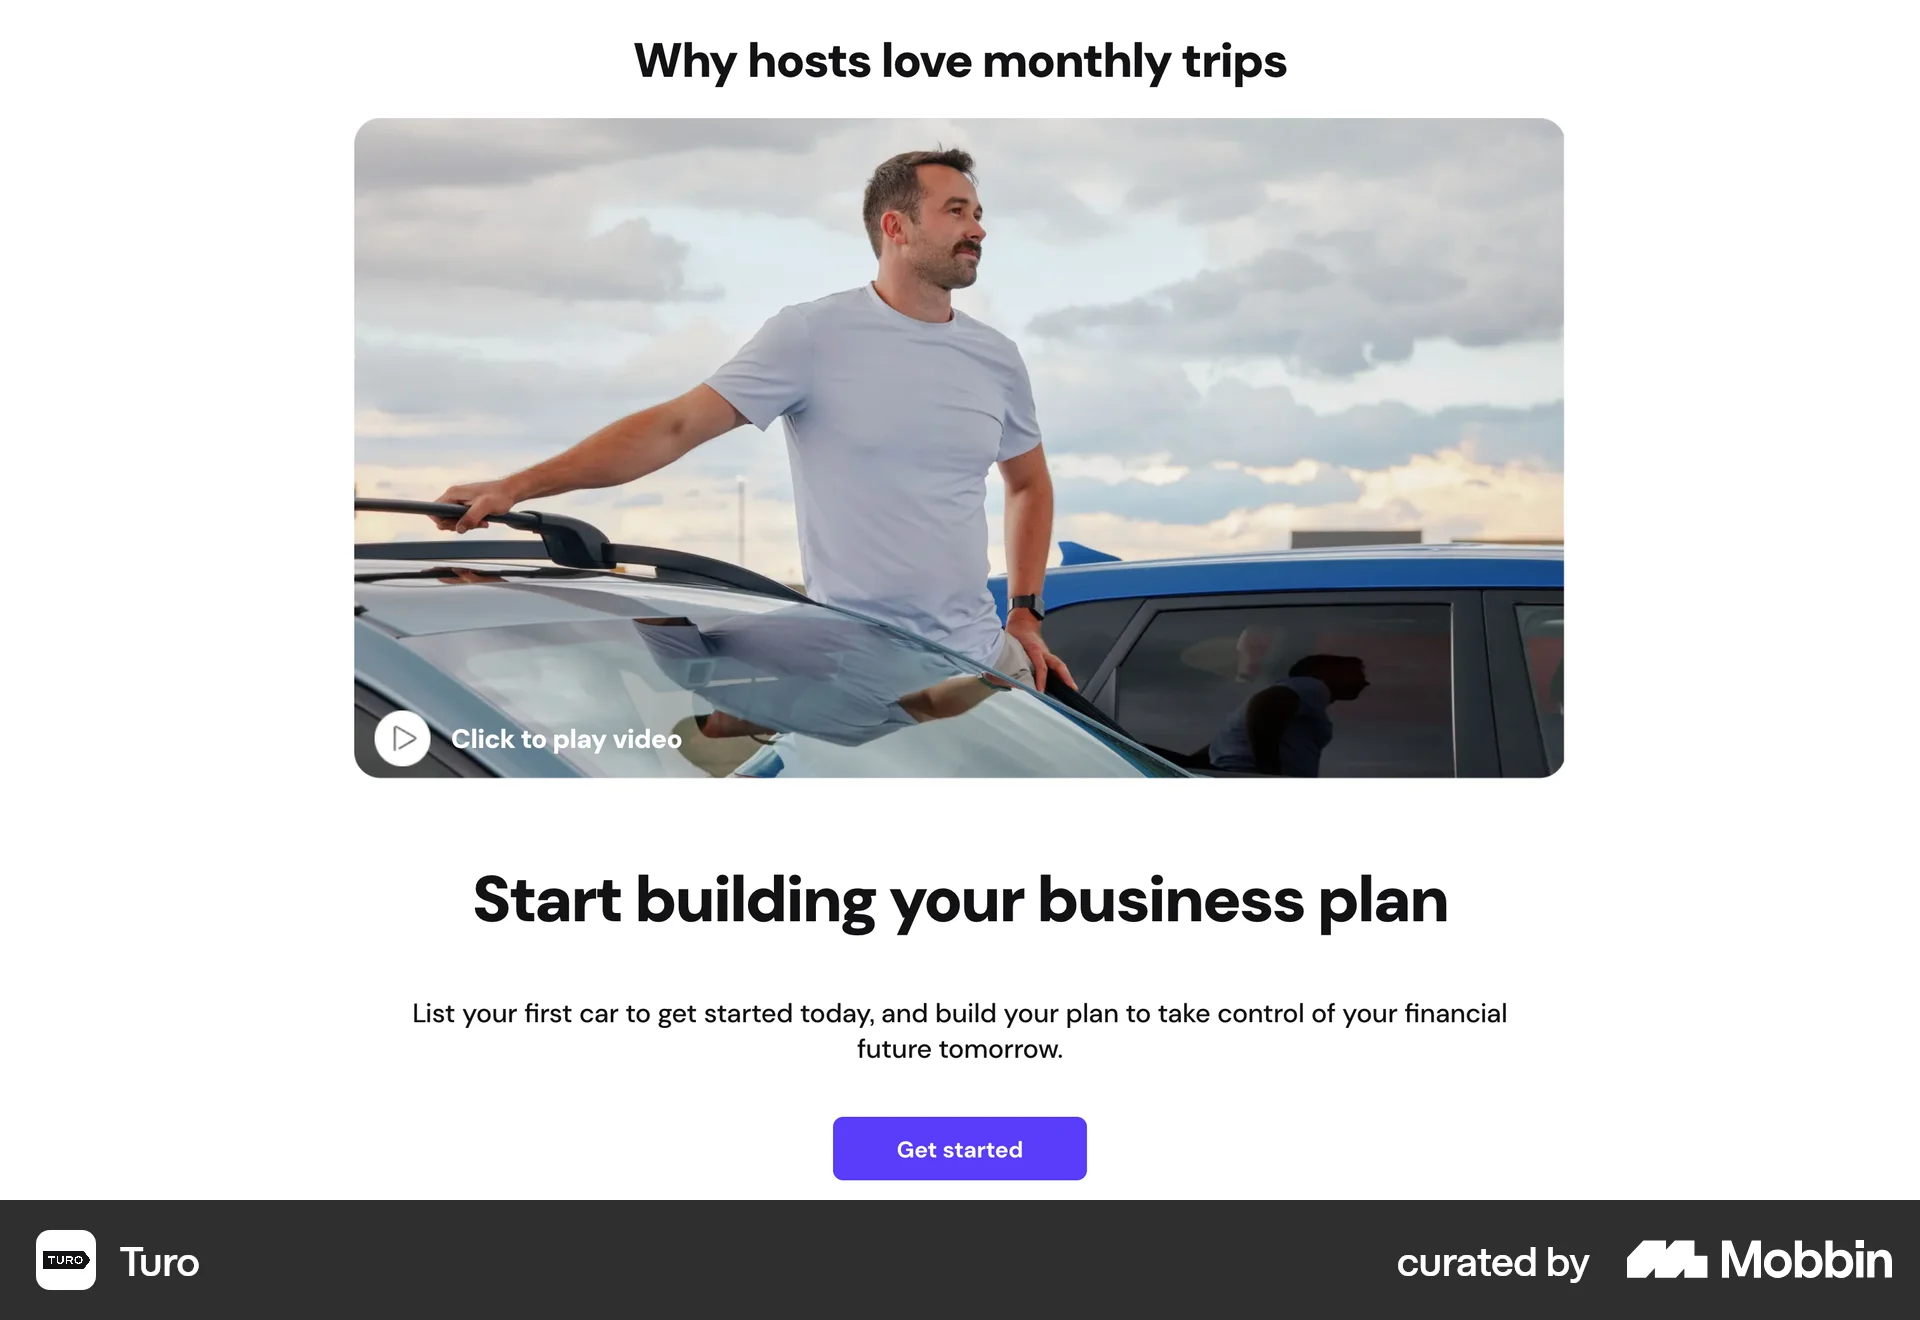 Why hosts love monthly trips
Click to play video
Start building your business plan
List your first car to get started today, and build your plan to take control of your financial
future tomorrow.
Get started
TURO
Turo
curated by
Mobbin